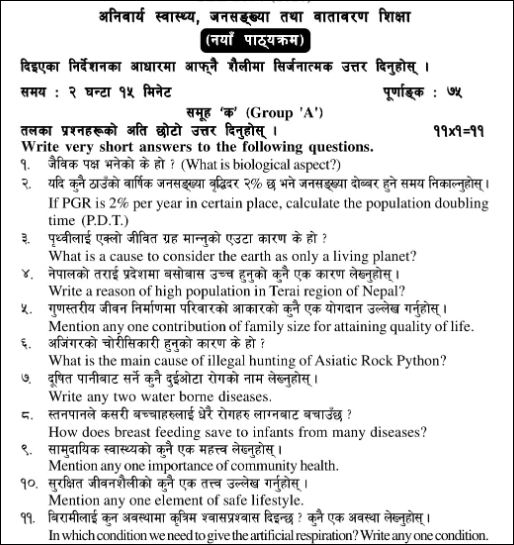 अनिवार्य स्वास्थ्य, जनसङ्ख्या तथा वातावरण शिक्षा
(नयाँ पाठ्यक्रम)
दिइएका निर्देशनका आधारमा आफ्नै शैलीमा सिर्जनात्मक उत्तर दिनुहोस् ।
समय : २ घन्टा १५ मिनेट पूर्णाङ्क : ७५
समूह ‘क’ (Group 'A')
तलका प्रश्नहरूको अति छोटो उत्तर दिनुहोस् । ११x१=११
Write very short answers to the following questions.
१. जैविक पक्ष भनेको के हो ? (What is biological aspect?)
२. यदि कुनै ठाउँको वार्षिक जनसङ्ख्या वृद्धिदर २% छ भने जनसङ्ख्या दोब्बर हुने समय निकाल्नुहोस् ।
If PGR is 2% per year in certain place, calculate the population doubling
time (P.D.T.)
३. पृथ्वीलाई एक्लो जीवित ग्रह मान्नुको एउटा कारण के हो ?
What is a cause to consider the earth as only a living planet?
४. नेपालको तराई प्रदेशमा बसोबास उच्च हुनुको कुनै एक कारण लेख्नुहोस् ।
Write a reason of high population in Terai region of Nepal?
५. गुणस्तरीय जीवन निर्माणमा परिवारको आकारको कुनै एक योगदान उल्लेख गर्नुहोस् ।
Mention any one contribution of family size for attaining quality of life.
६. अजिंगरको चोरीसिकारी हुनुको कारण के हो ?
What is the main cause of illegal hunting of Asiatic Rock Python?
७. दूषित पानीबाट सर्ने कुनै दुईओटा रोगको नाम लेख्नुहोस् ।
Write any two water borne diseases.
८. स्तनपानले कसरी बच्चाहरुलाई धेरै रोगहरु लाग्नबाट बचाउँछ ?
How does breast feeding save to infants from many diseases?
९. सामुदायिक स्वास्थ्यको कुनै एक महत्त्व लेख्नुहोस् ।
Mention any one importance of community health.
१०. सुरक्षित जीवनशैलीको कुनै एक तत्त्व उल्लेख गर्नुहोस् ।
Mention any one element of safe lifestyle.
११. बिरामीलाई कुन अवस्थामा कृत्रिम श्वासप्रश्वास दिइन्छ ? कुनै एक अवस्था लेख्नुहोस् ।
In which condition we need to give the artificial respiration? Write any one condition.